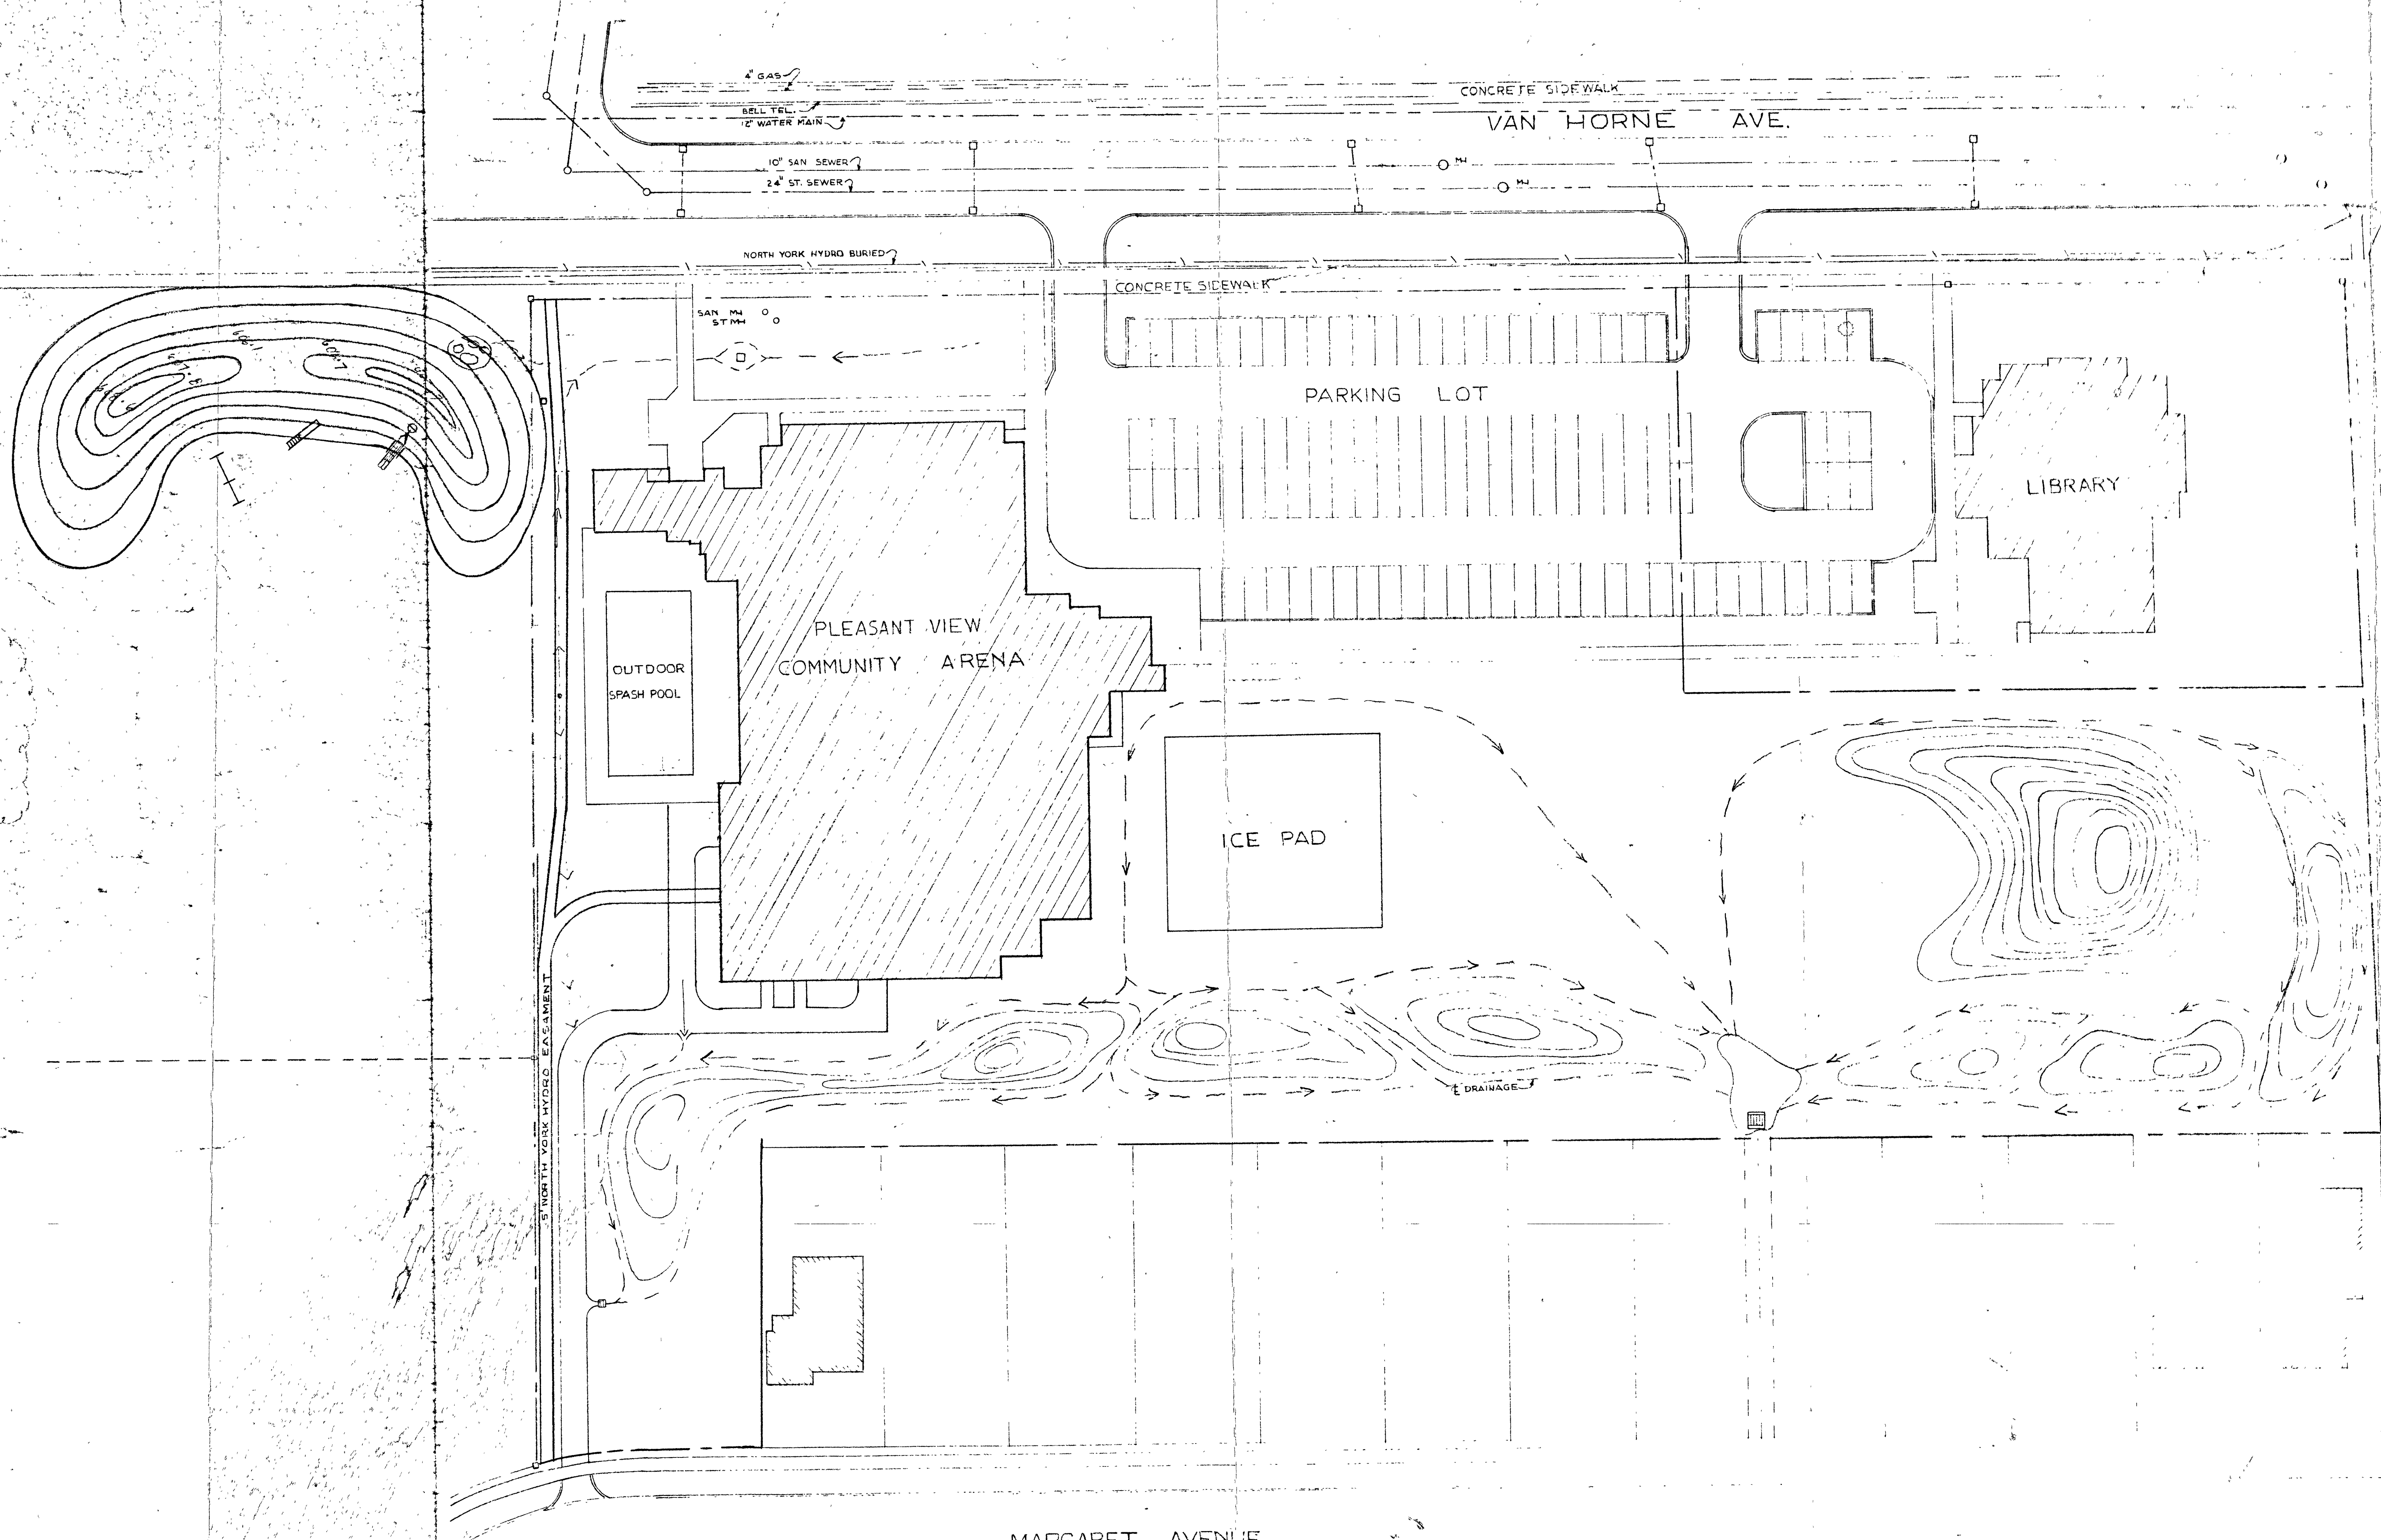 4" GAS
CONCRETE SIDEWALK
BELL TEL.
12" WATER MAIN
VAN HORNE AVE.
10" SAN SEWER
MH
24" ST. SEWER
MH
NORTH YORK HYDRO BURIED
CONCRETE SIDEWALK
SAN MH
ST MH
PARKING LOT
LIBRARY
PLEASANT VIEW
COMMUNITY ARENA
OUTDOOR
SPASH POOL
ICE PAD
5' NORTH YORK HYDRO EASAMENT
℄ DRAINAGE
MARGARET AVENUE